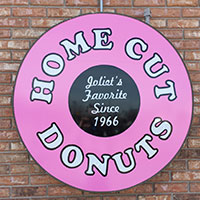 HOME CUT
Joliet's
Favorite
Since
1966
DONUTS